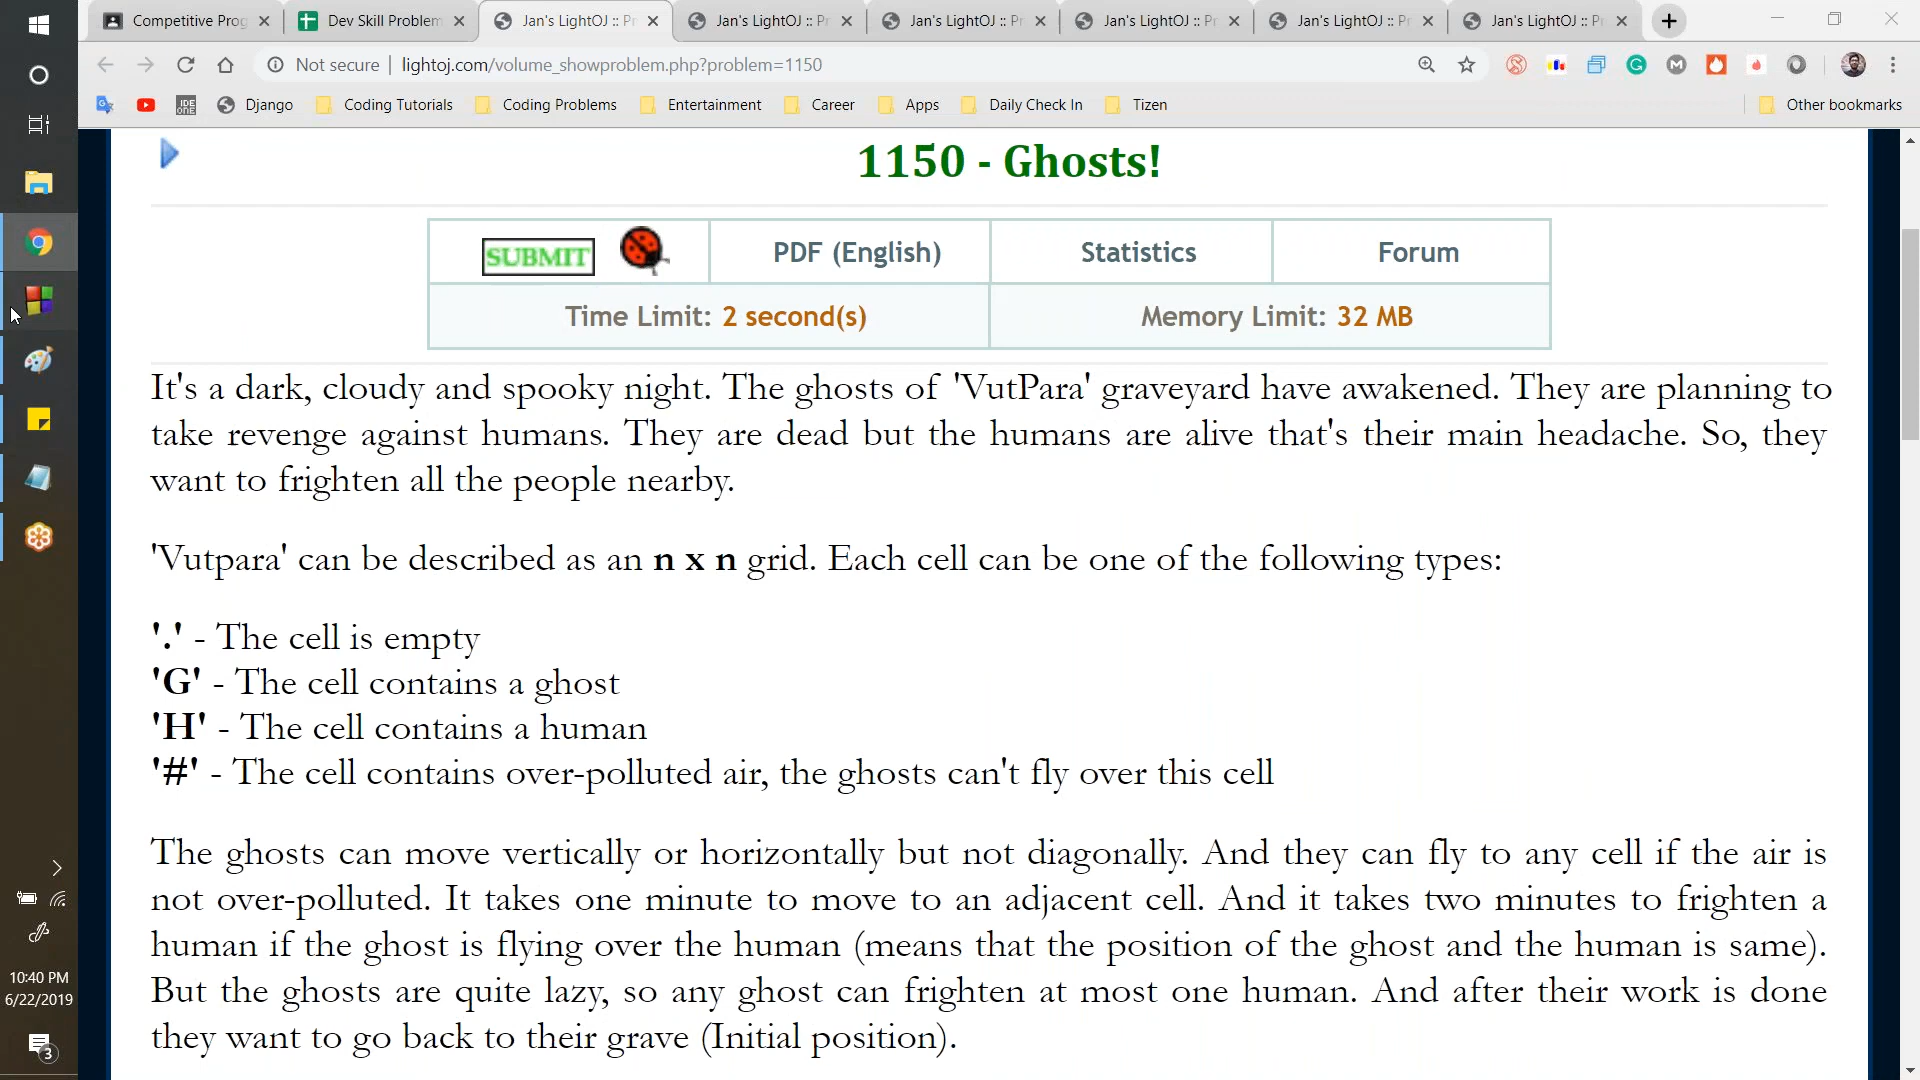 Competitive Prog
Dev Skill Problem
Jan's LightOJ :: Pr
Jan's LightOJ :: Pr
Jan's LightOJ :: Pr
Jan's LightOJ :: Pr
Jan's LightOJ :: Pr
Jan's LightOJ :: Pr
Not secure | lightoj.com/volume_showproblem.php?problem=1150
Django
Coding Tutorials
Coding Problems
Entertainment
Career
Apps
Daily Check In
Tizen
Other bookmarks
1150 - Ghosts!
SUBMIT
PDF (English)
Statistics
Forum
Time Limit: 2 second(s)
Memory Limit: 32 MB
It's a dark, cloudy and spooky night. The ghosts of 'VutPara' graveyard have awakened. They are planning to
take revenge against humans. They are dead but the humans are alive that's their main headache. So, they
want to frighten all the people nearby.
'Vutpara' can be described as an n x n grid. Each cell can be one of the following types:
'.' - The cell is empty
'G' - The cell contains a ghost
'H' - The cell contains a human
'#' - The cell contains over-polluted air, the ghosts can't fly over this cell
The ghosts can move vertically or horizontally but not diagonally. And they can fly to any cell if the air is
not over-polluted. It takes one minute to move to an adjacent cell. And it takes two minutes to frighten a
human if the ghost is flying over the human (means that the position of the ghost and the human is same).
But the ghosts are quite lazy, so any ghost can frighten at most one human. And after their work is done
they want to go back to their grave (Initial position).
10:40 PM
6/22/2019
3